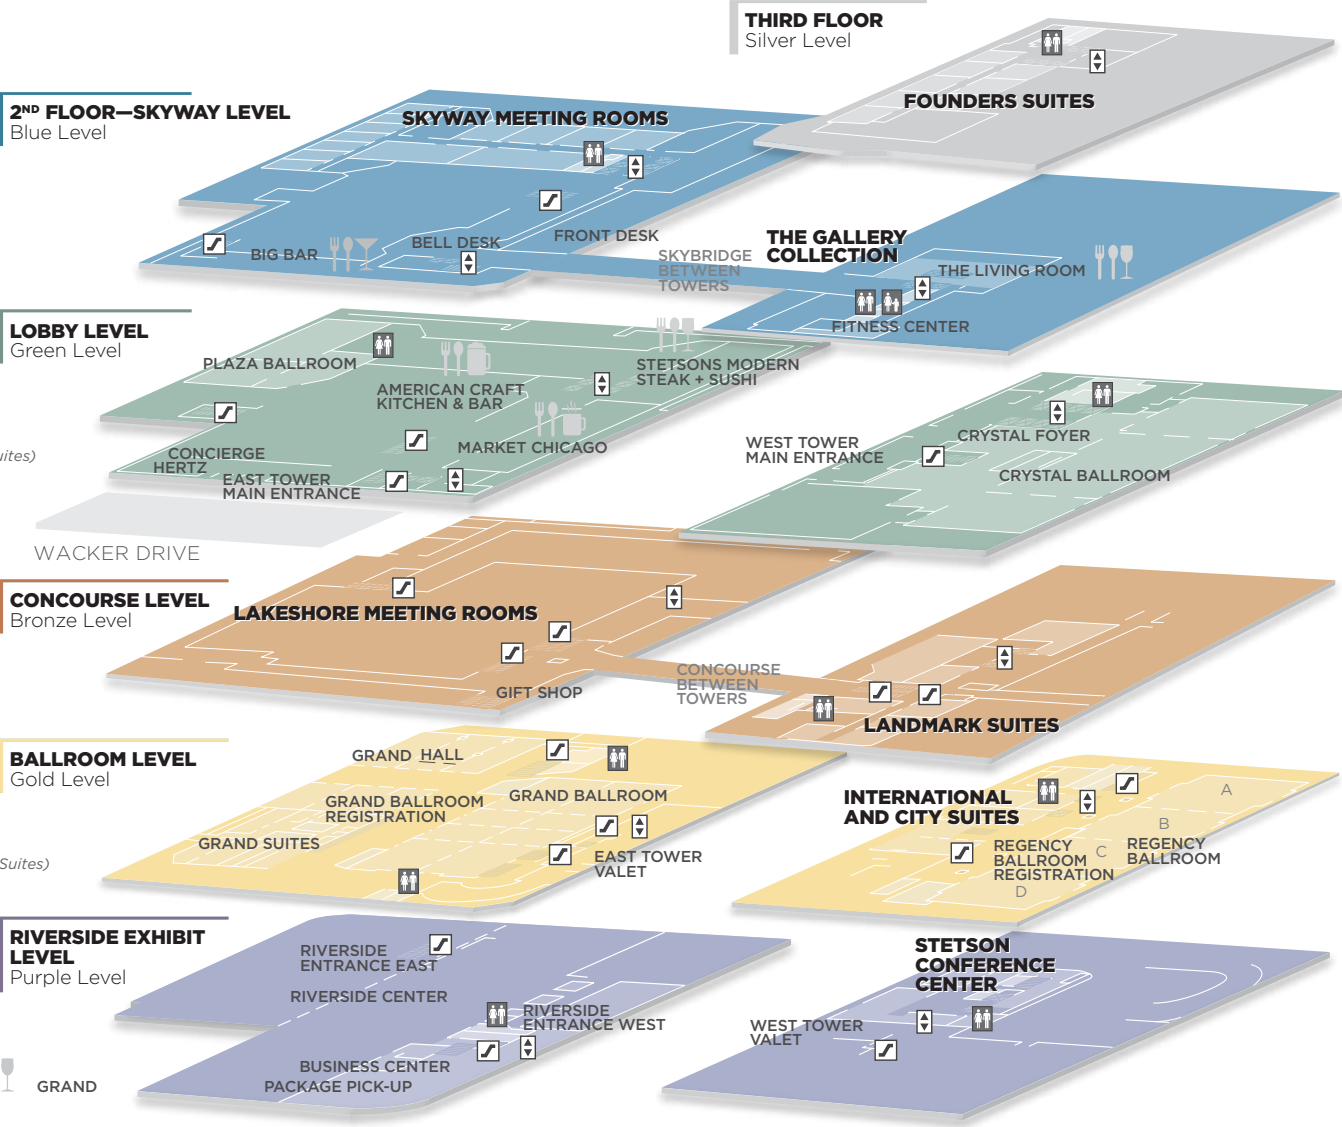 THIRD FLOOR
Silver Level
FOUNDERS SUITES
2ND FLOOR—SKYWAY LEVEL
Blue Level
SKYWAY MEETING ROOMS
BIG BAR
BELL DESK
FRONT DESK
SKYBRIDGE
BETWEEN
TOWERS
THE GALLERY
COLLECTION
THE LIVING ROOM
FITNESS CENTER
LOBBY LEVEL
Green Level
PLAZA BALLROOM
AMERICAN CRAFT
KITCHEN & BAR
STETSONS MODERN
STEAK + SUSHI
MARKET CHICAGO
CONCIERGE
HERTZ
EAST TOWER
MAIN ENTRANCE
WEST TOWER
MAIN ENTRANCE
CRYSTAL FOYER
CRYSTAL BALLROOM
uites)
WACKER DRIVE
CONCOURSE LEVEL
Bronze Level
LAKESHORE MEETING ROOMS
GIFT SHOP
CONCOURSE
BETWEEN
TOWERS
LANDMARK SUITES
BALLROOM LEVEL
Gold Level
GRAND HALL
GRAND BALLROOM
REGISTRATION
GRAND BALLROOM
GRAND SUITES
EAST TOWER
VALET
INTERNATIONAL
AND CITY SUITES
A
B
C
D
REGENCY
BALLROOM
REGISTRATION
REGENCY
BALLROOM
Suites)
RIVERSIDE EXHIBIT
LEVEL
Purple Level
RIVERSIDE
ENTRANCE EAST
RIVERSIDE CENTER
RIVERSIDE
ENTRANCE WEST
BUSINESS CENTER
PACKAGE PICK-UP
STETSON
CONFERENCE
CENTER
WEST TOWER
VALET
GRAND